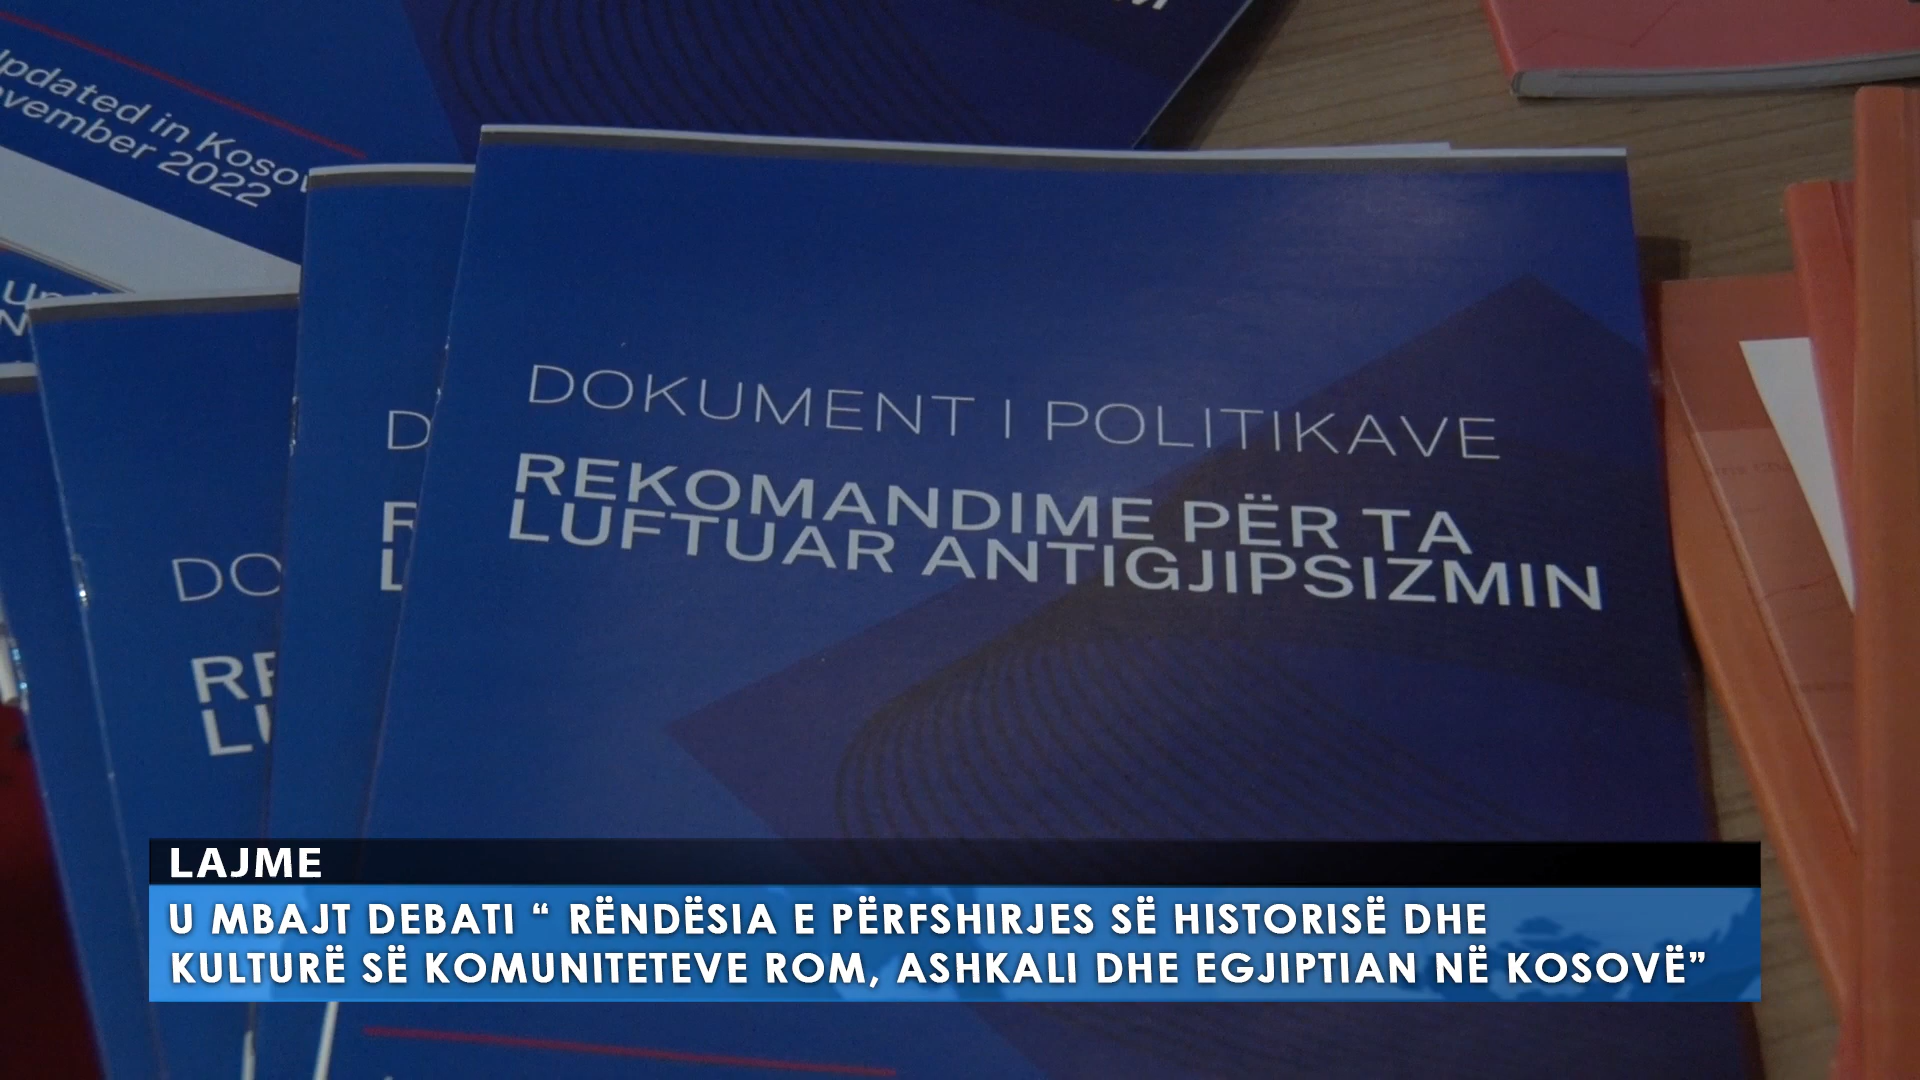 Updated in
November 2022
DOKUMENT I POLITIKAVE
REKOMANDIME PËR TA
LUFTUAR ANTIGJIPSIZMIN
LAJME
U MBAJT DEBATI “ RËNDËSIA E PËRFSHIRJES SË HISTORISË DHE
KULTURË SË KOMUNITETEVE ROM, ASHKALI DHE EGJIPTIAN NË KOSOVË”